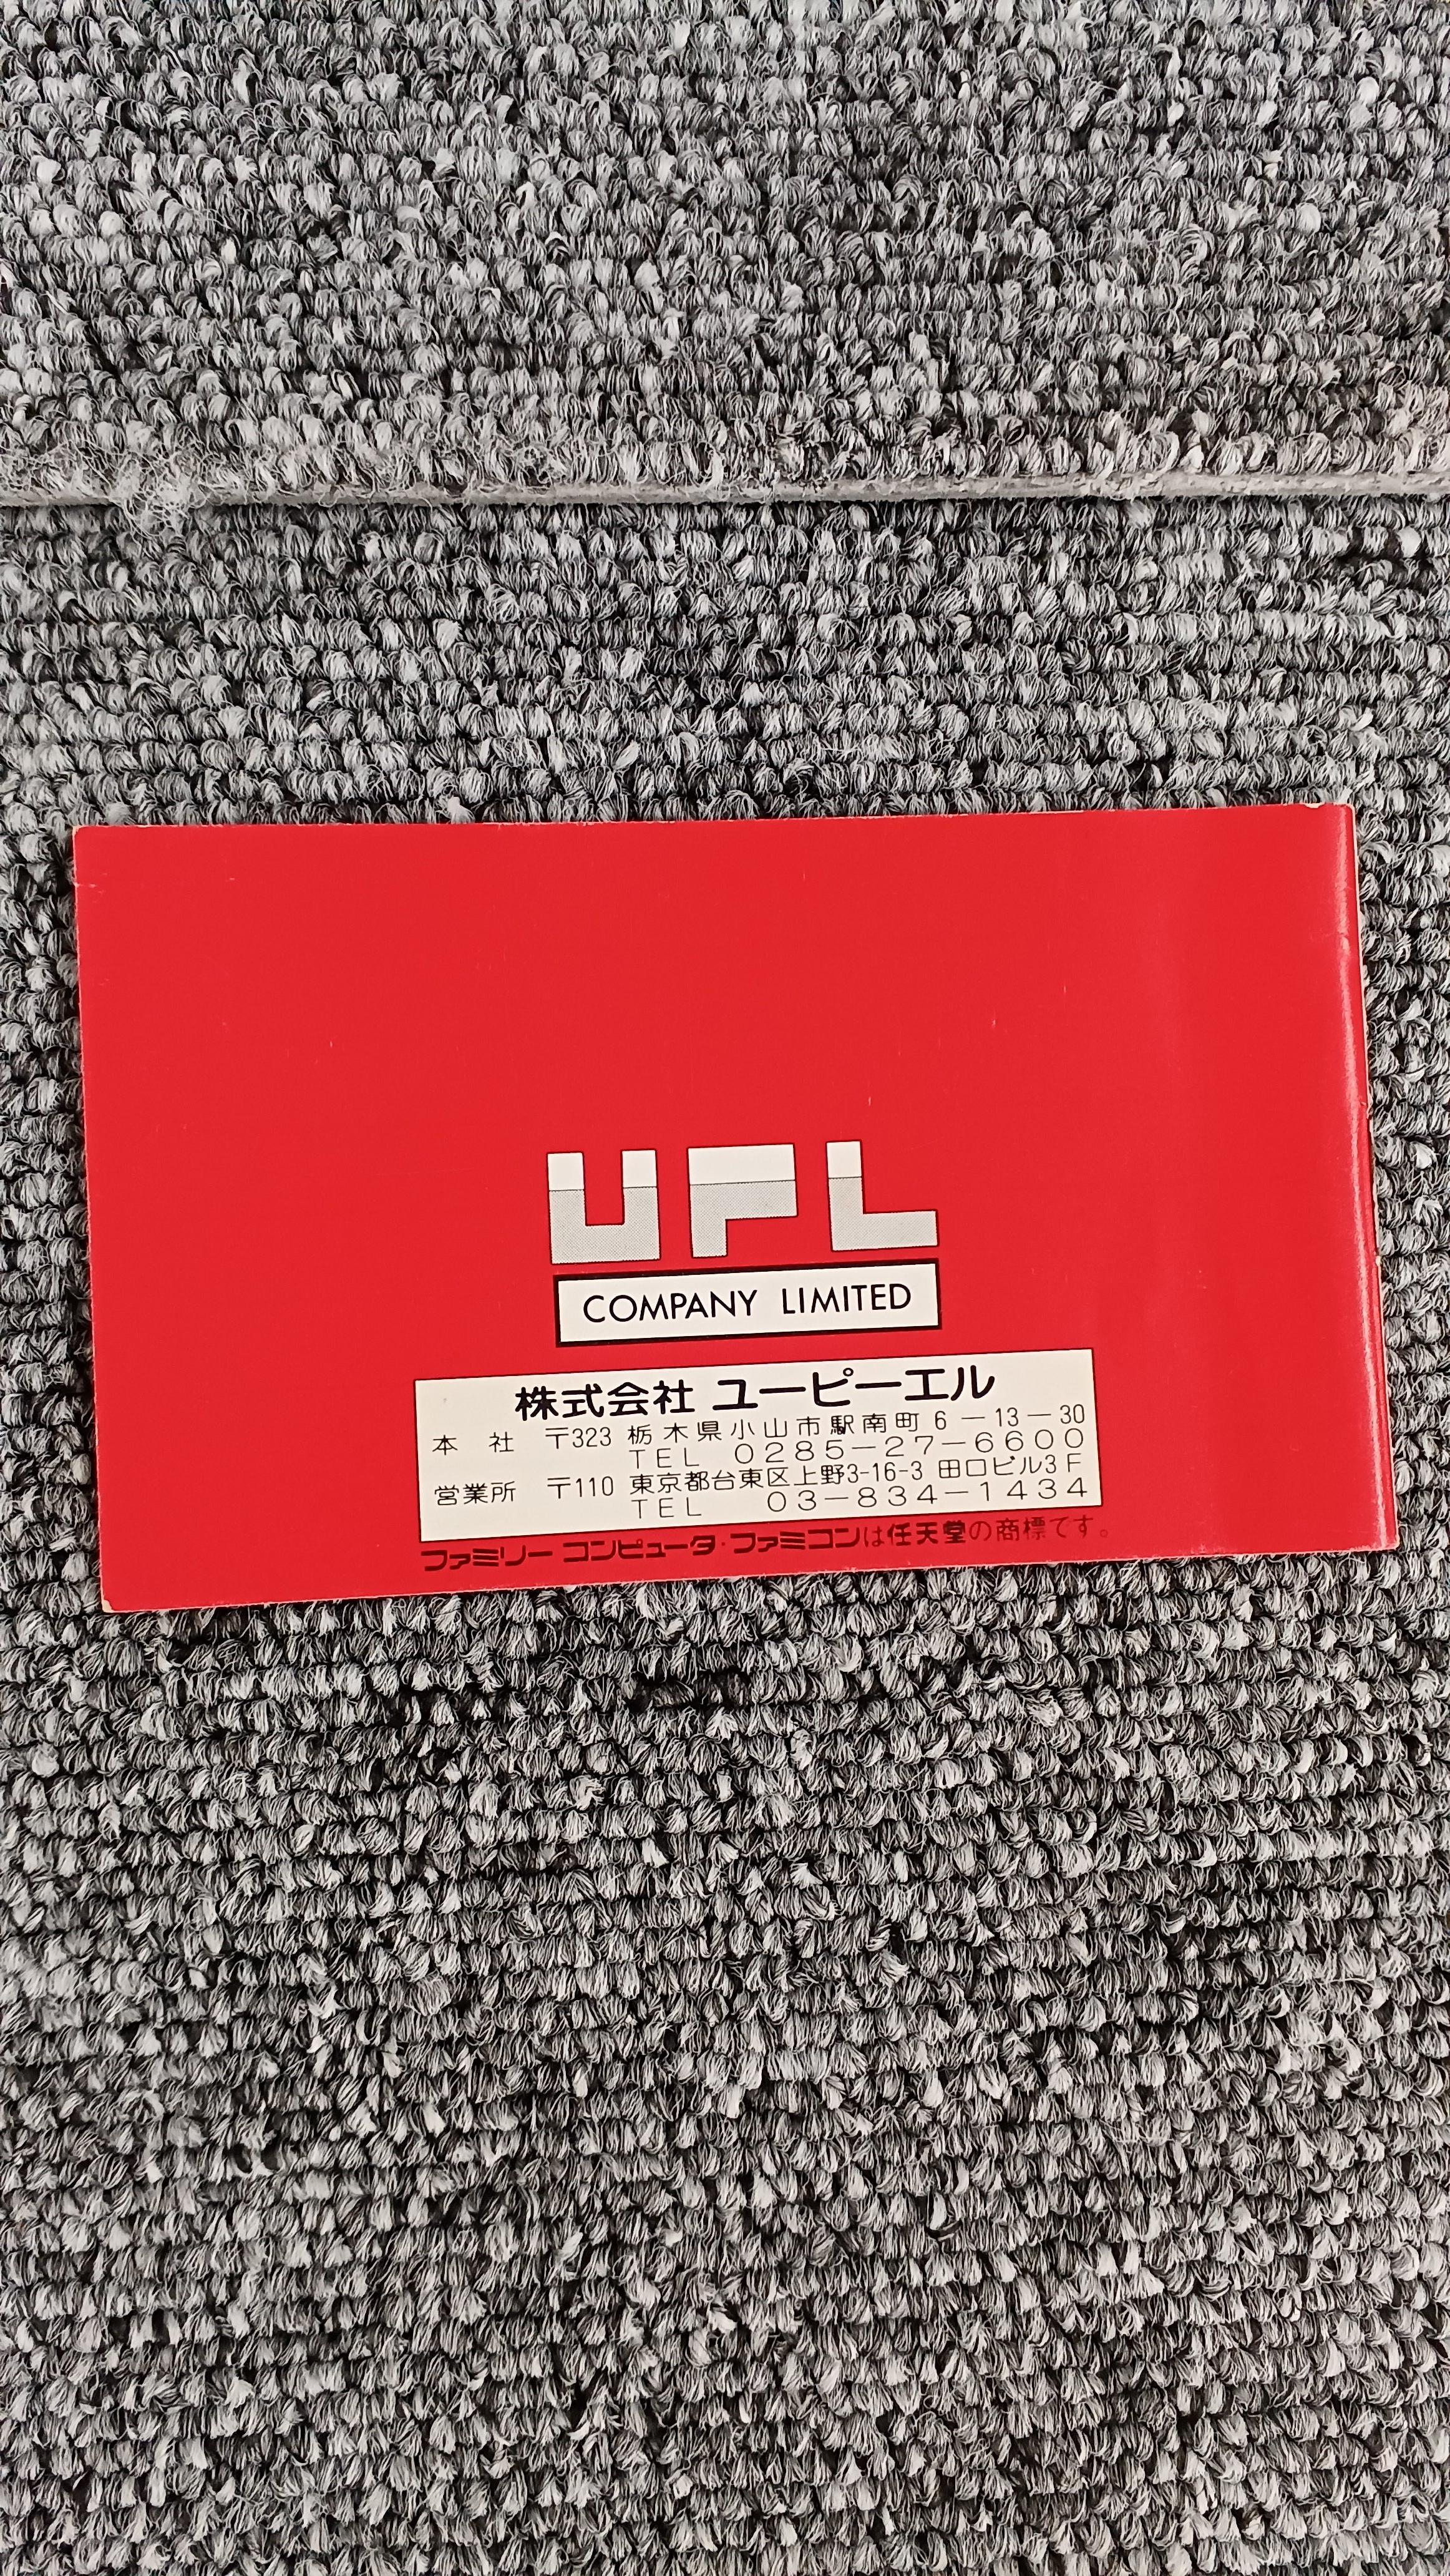 UPL
COMPANY LIMITED
株式会社 ユーピーエル
本 社 〒323 栃木県小山市駅南町 6－13－30
TEL 0285－27－6600
営業所 〒110 東京都台東区上野3-16-3 田口ビル3F
TEL 03－834－1434
ファミリー コンピュータ・ファミコンは任天堂の商標です。